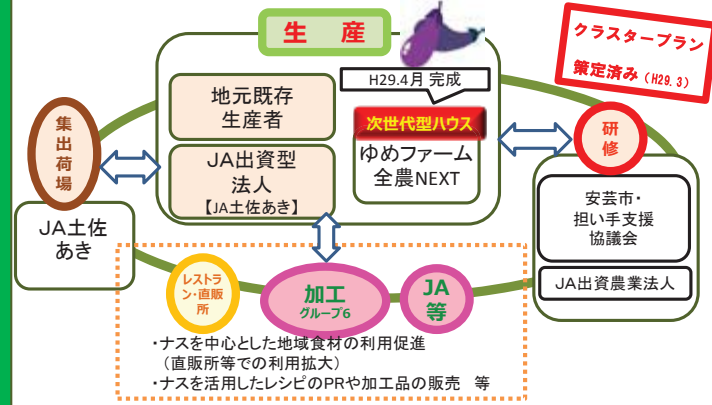 生　産
クラスタープラン
策定済み（H29.3）
H29.4月 完成
地元既存
生産者
次世代型ハウス
ゆめファーム
全農NEXT
JA出資型
法人
【JA土佐あき】
集出荷場
JA土佐
あき
研修
安芸市・
担い手支援
協議会
JA出資農業法人
レストラ
ン・直販
所
加工
グループ6
JA
等
・ナスを中心とした地域食材の利用促進
（直販所等での利用拡大）
・ナスを活用したレシピのPRや加工品の販売　等